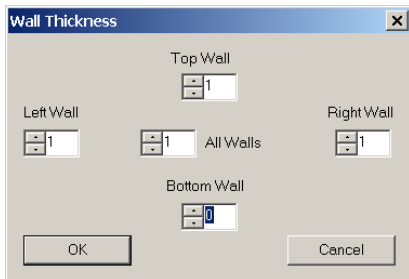 Wall Thickness
Top Wall
1
Left Wall
Right Wall
1
1 All Walls
1
Bottom Wall
0
OK
Cancel